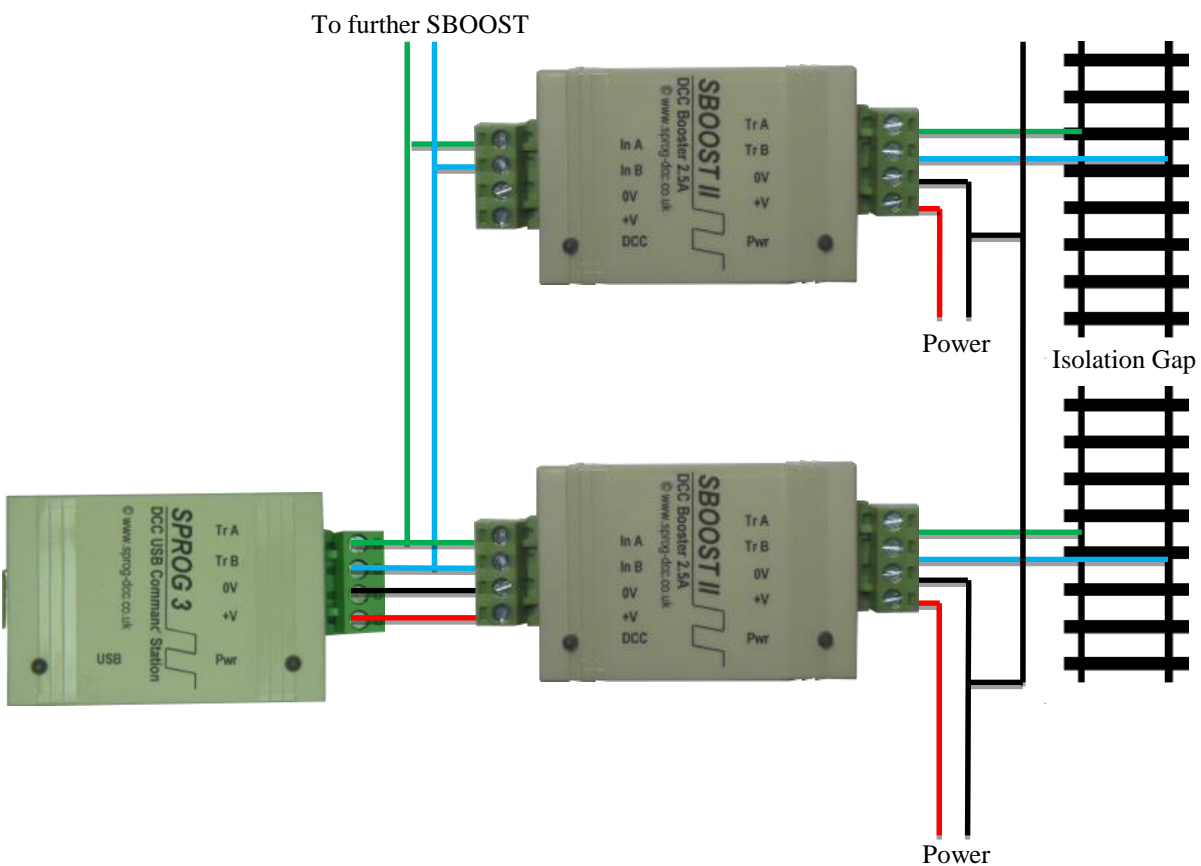 To further SBOOST
SBOOST II
DCC Booster 2.5A
© www.sprog-dcc.co.uk
In A
In B
0V
+V
DCC
Tr A
Tr B
0V
+V
Pwr
Power
Isolation Gap
SPROG 3
DCC USB Command Station
© www.sprog-dcc.co.uk
USB
Tr A
Tr B
0V
+V
Pwr
SBOOST II
DCC Booster 2.5A
© www.sprog-dcc.co.uk
In A
In B
0V
+V
DCC
Tr A
Tr B
0V
+V
Pwr
Power